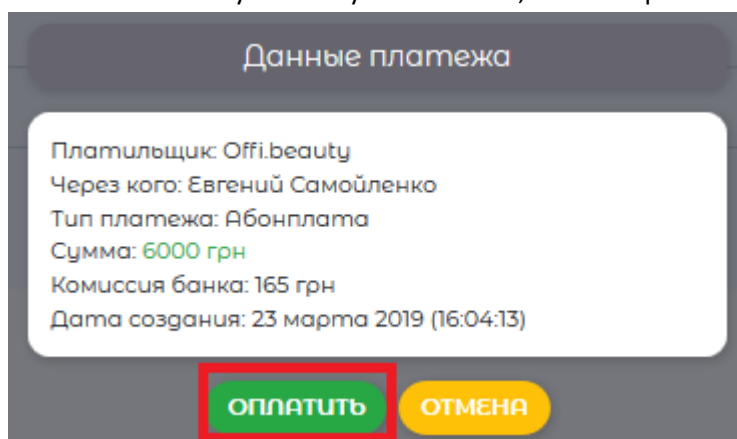 Данные платежа
Платильщик: Offi.beauty
Через кого: Евгений Самойленко
Тип платежа: Абонплата
Сумма: 6000 грн
Комиссия банка: 165 грн
Дата создания: 23 марта 2019 (16:04:13)
ОПЛАТИТЬ ОТМЕНА